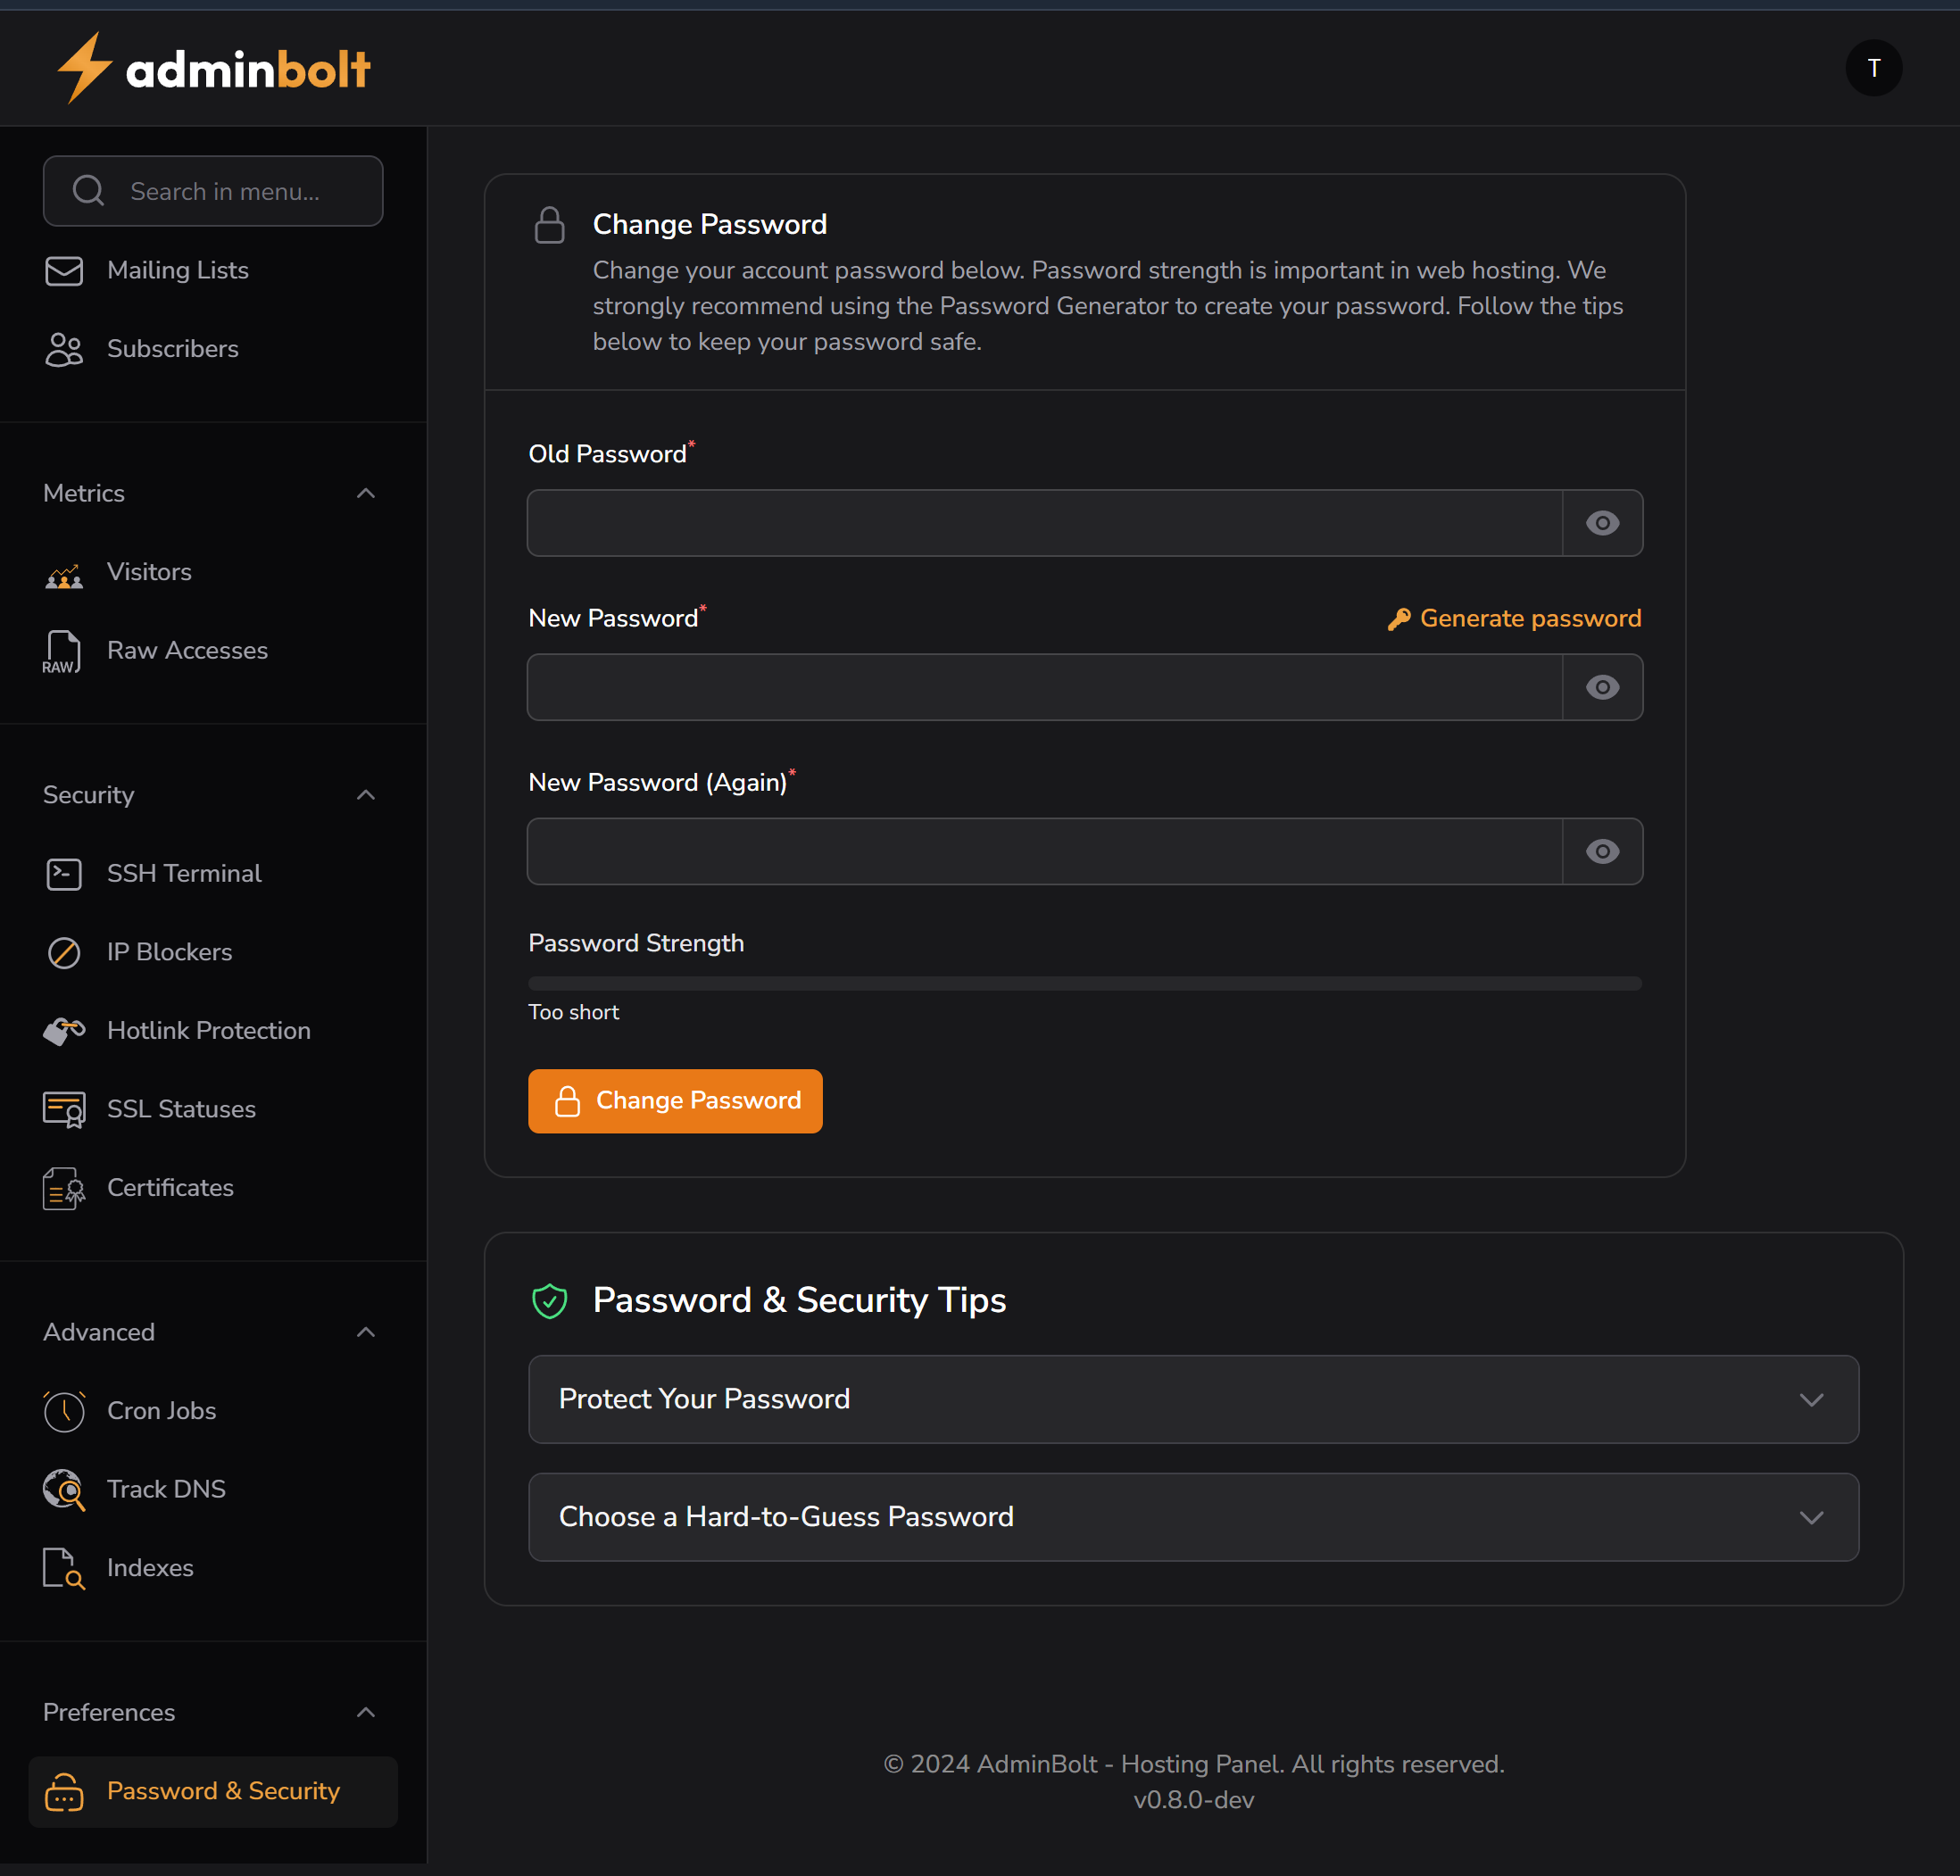 adminbolt
T
Search in menu...
Mailing Lists
Subscribers
Metrics
Visitors
RAW
Raw Accesses
Security
SSH Terminal
IP Blockers
Hotlink Protection
SSL Statuses
Certificates
Advanced
Cron Jobs
Track DNS
Indexes
Preferences
Password & Security
Change Password
Change your account password below. Password strength is important in web hosting. We
strongly recommend using the Password Generator to create your password. Follow the tips
below to keep your password safe.
Old Password*
New Password*
Generate password
New Password (Again)*
Password Strength
Too short
Change Password
Password & Security Tips
Protect Your Password
Choose a Hard-to-Guess Password
© 2024 AdminBolt - Hosting Panel. All rights reserved.
v0.8.0-dev